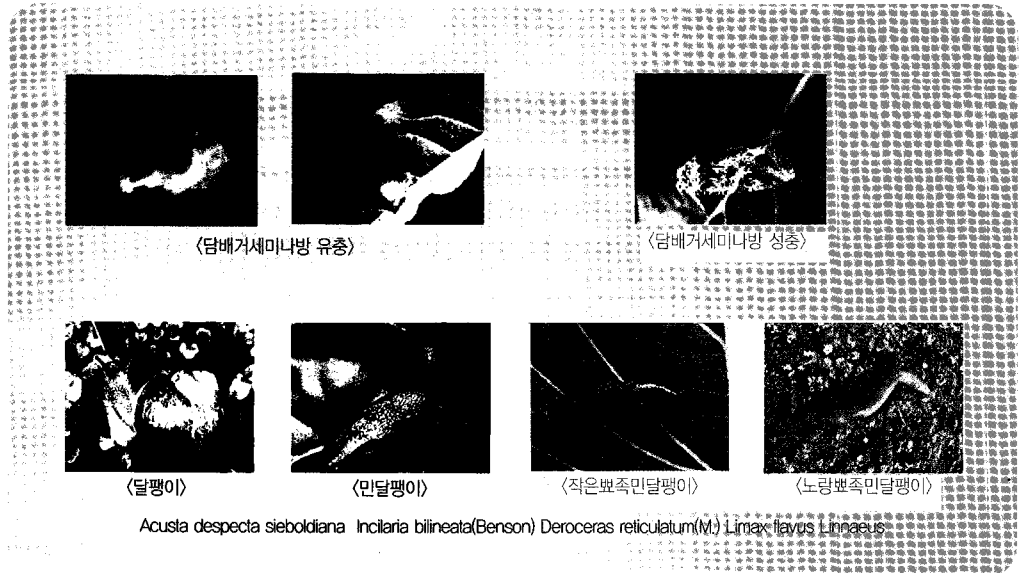 〈담배거세미나방 유충〉 〈담배거세미나방 성충〉
〈달팽이〉 〈민달팽이〉 〈작은뾰족민달팽이〉 〈노랑뾰족민달팽이〉
Acusta despecta sieboldiana Incilaria bilineata(Benson) Deroceras reticulatum(M.) Limax flavus Linnaeus